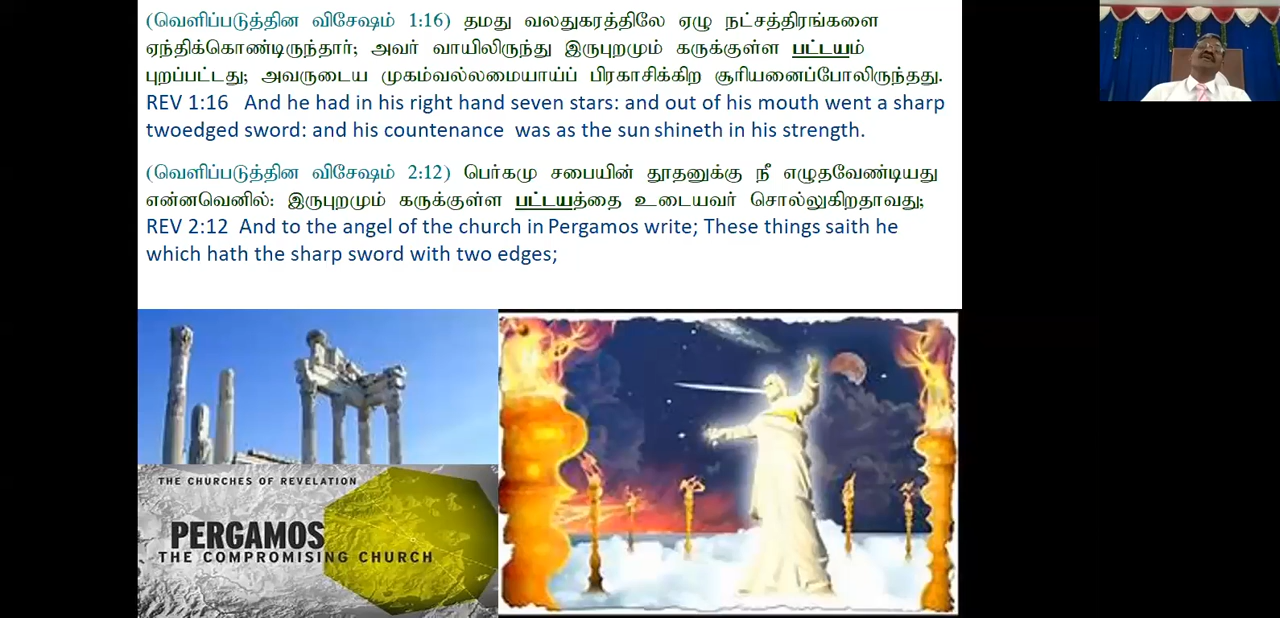 (வெளிப்படுத்தின விசேஷம் 1:16) தமது வலதுகரத்திலே ஏழு நட்சத்திரங்களை
ஏந்திக்கொண்டிருந்தார்; அவர் வாயிலிருந்து இருபுறமும் கருக்குள்ள பட்டயம்
புறப்பட்டது; அவருடைய முகம்வல்லமையாய்ப் பிரகாசிக்கிற சூரியனைப்போலிருந்தது.
REV 1:16 And he had in his right hand seven stars: and out of his mouth went a sharp
twoedged sword: and his countenance was as the sun shineth in his strength.
(வெளிப்படுத்தின விசேஷம் 2:12) பெர்கமு சபையின் தூதனுக்கு நீ எழுதவேண்டியது
என்னவெனில்: இருபுறமும் கருக்குள்ள பட்டயத்தை உடையவர் சொல்லுகிறதாவது;
REV 2:12 And to the angel of the church in Pergamos write; These things saith he
which hath the sharp sword with two edges;
THE CHURCHES OF REVELATION
PERGAMOS
THE COMPROMISING CHURCH